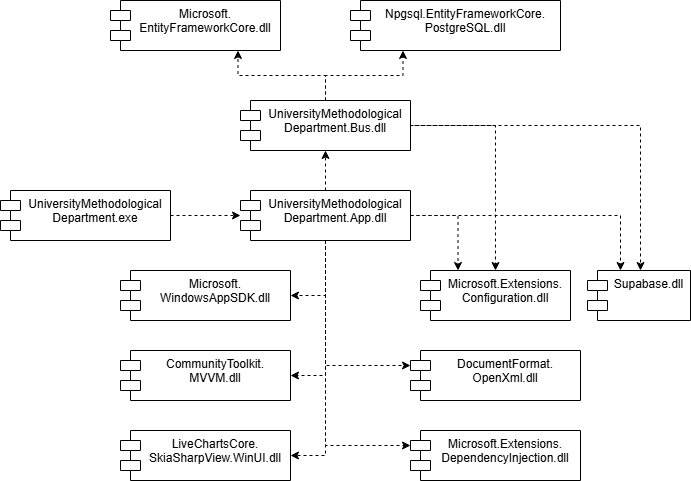 Microsoft.
EntityFrameworkCore.dll
Npgsql.EntityFrameworkCore.
PostgreSQL.dll
UniversityMethodological
Department.Bus.dll
UniversityMethodological
Department.exe
UniversityMethodological
Department.App.dll
Microsoft.
WindowsAppSDK.dll
Microsoft.Extensions.
Configuration.dll
Supabase.dll
CommunityToolkit.
MVVM.dll
DocumentFormat.
OpenXml.dll
LiveChartsCore.
SkiaSharpView.WinUI.dll
Microsoft.Extensions.
DependencyInjection.dll